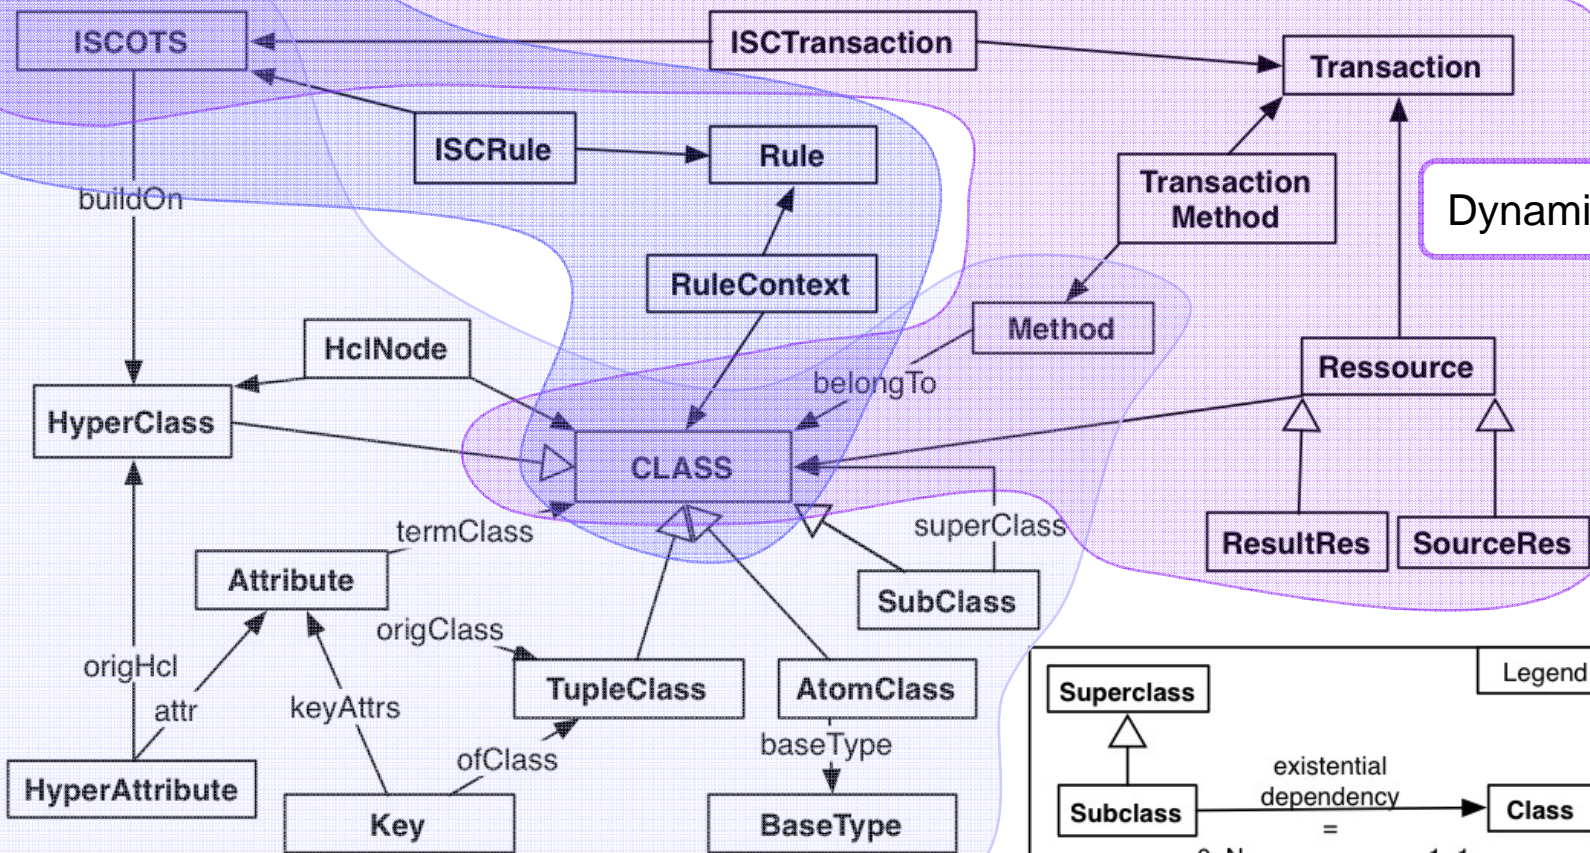 ISCOTS
ISCTransaction
Transaction
ISCRule
Rule
Transaction
Method
buildOn
Dynami
RuleContext
Method
HclNode
Ressource
belongTo
HyperClass
CLASS
termClass
superClass
ResultRes
SourceRes
Attribute
SubClass
origClass
origHcl
TupleClass
AtomClass
Superclass
Legend
attr
keyAttrs
baseType
ofClass
existential
dependency
HyperAttribute
Subclass
Class
Key
BaseType
=